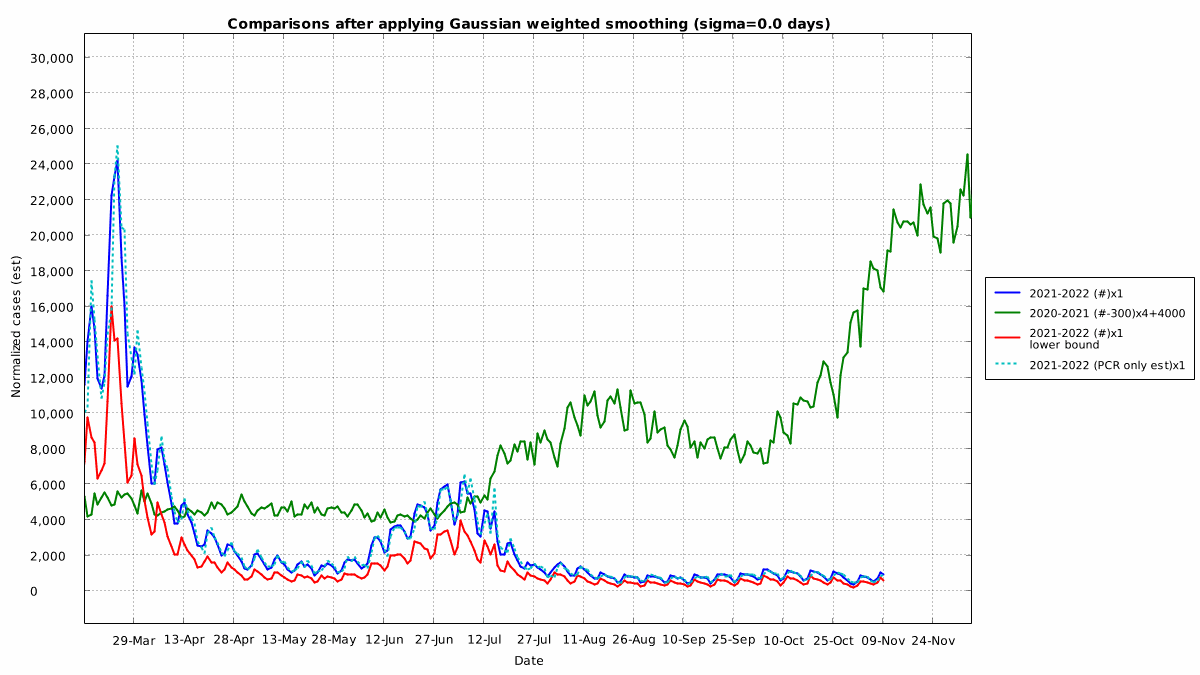 Comparisons after applying Gaussian weighted smoothing (sigma=0.0 days)
Normalized cases (est)
30,000
28,000
26,000
24,000
22,000
20,000
18,000
16,000
14,000
12,000
10,000
8,000
6,000
4,000
2,000
0
29-Mar 13-Apr 28-Apr 13-May 28-May 12-Jun 27-Jun 12-Jul 27-Jul 11-Aug 26-Aug 10-Sep 25-Sep 10-Oct 25-Oct 09-Nov 24-Nov
Date
2021-2022 (#)x1
2020-2021 (#-300)x4+4000
2021-2022 (#)x1
lower bound
2021-2022 (PCR only est)x1